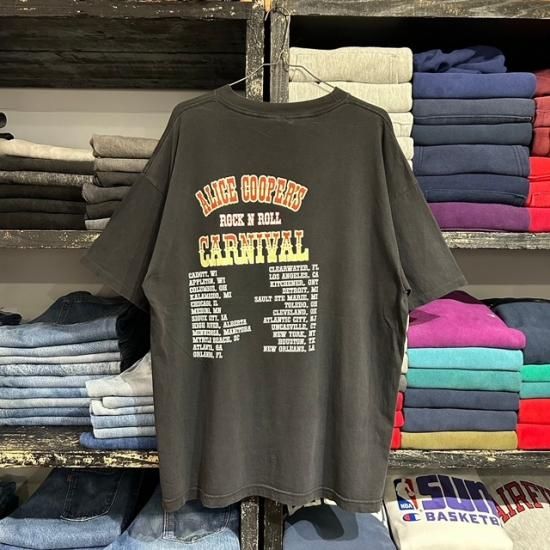 ALICE COOPER'S
ROCK N ROLL
CARNIVAL
CADOTT, WI
APPLETON, WI
COLUMBUS, OH
KALAMAZOO, MI
CHICAGO, IL
MEDINI, MN
SIOUX CITY, IA
HIGH RIVER, ALBERTA
WINNIPEG, MANITOBA
MYRTLE BEACH, SC
ATLANTA, GA
ORLANDO, FL
CLEARWATER, FL
LOS ANGELES, CA
KITCHENER, ONT
DETROIT, MI
SAULT STE MARIE, MI
TOLEDO, OH
CLEVELAND, OH
ATLANTIC CITY, NJ
UNCASVILLE, CT
NEW YORK, NY
HOUSTON, TX
NEW ORLEANS, LA
NBA
SUN
BASKETB